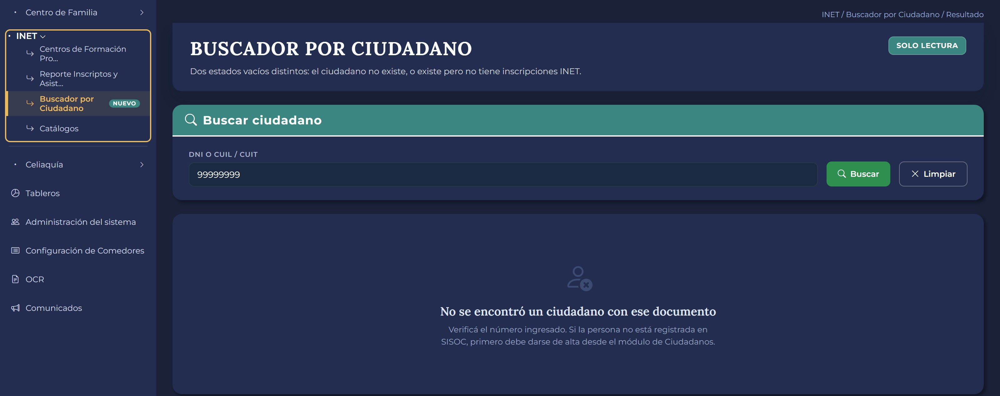 Centro de Familia
INET
Centros de Formación
Pro...
Reporte Inscriptos y
Asist...
Buscador por
Ciudadano
NUEVO
Catálogos
Celiaquía
Tableros
Administración del sistema
Configuración de Comedores
OCR
Comunicados
INET / Buscador por Ciudadano / Resultado
BUSCADOR POR CIUDADANO
SOLO LECTURA
Dos estados vacíos distintos: el ciudadano no existe, o existe pero no tiene inscripciones INET.
Buscar ciudadano
DNI O CUIL / CUIT
99999999
Buscar
Limpiar
No se encontró un ciudadano con ese documento
Verificá el número ingresado. Si la persona no está registrada en
SISOC, primero debe darse de alta desde el módulo de Ciudadanos.